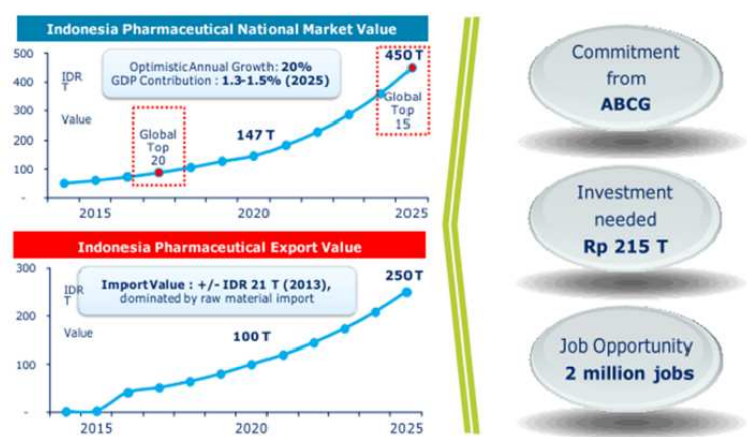 Indonesia Pharmaceutical National Market Value
500
400
300
200
100
-
IDR
T
Value
Optimistic Annual Growth: 20%
GDP Contribution : 1.3-1.5% (2025)
450 T
Global
Top
15
Global
Top
20
147 T
2015
2020
2025
Indonesia Pharmaceutical Export Value
300
200
100
-
IDR
T
Value
Import Value : +/- IDR 21 T (2013),
dominated by raw material import
250 T
100 T
2015
2020
2025
Commitment
from
ABCG
Investment
needed
Rp 215 T
Job Opportunity
2 million jobs